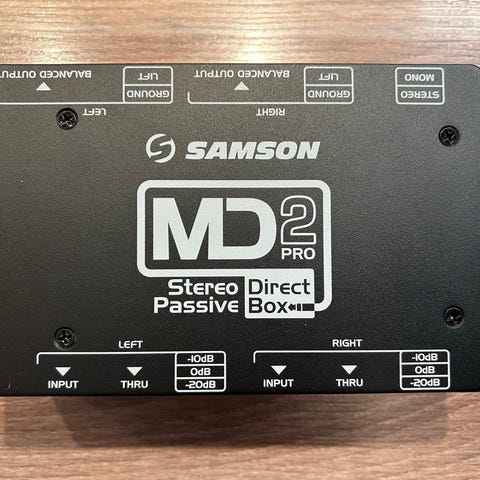 BALANCED OUTPUT
GROUND
LIFT
LEFT
BALANCED OUTPUT
GROUND
LIFT
RIGHT
STEREO
MONO
SAMSON
MD2
PRO
Stereo Direct
Passive Box
LEFT
INPUT
THRU
-10dB
0dB
-20dB
RIGHT
INPUT
THRU
-10dB
0dB
-20dB